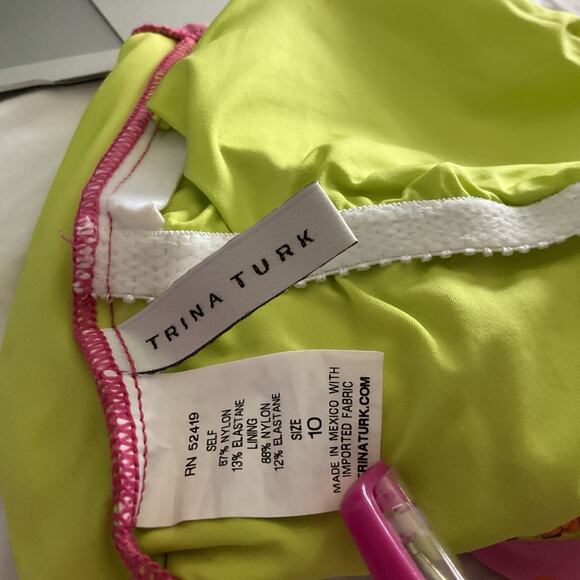 TRINA TURK
RN 52419
SELF
87% NYLON
13% ELASTANE
LINING
88% NYLON
12% ELASTANE
SIZE
10
MADE IN MEXICO WITH
IMPORTED FABRIC
TRINATURK.COM